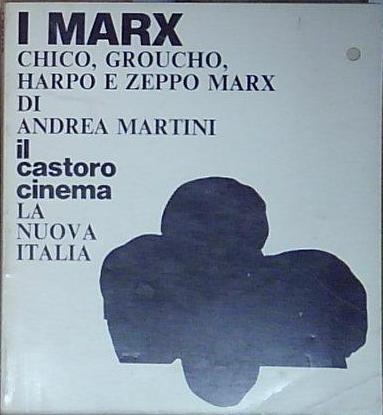 I MARX
CHICO, GROUCHO,
HARPO E ZEPPO MARX
DI
ANDREA MARTINI
il
castoro
cinema
LA
NUOVA
ITALIA